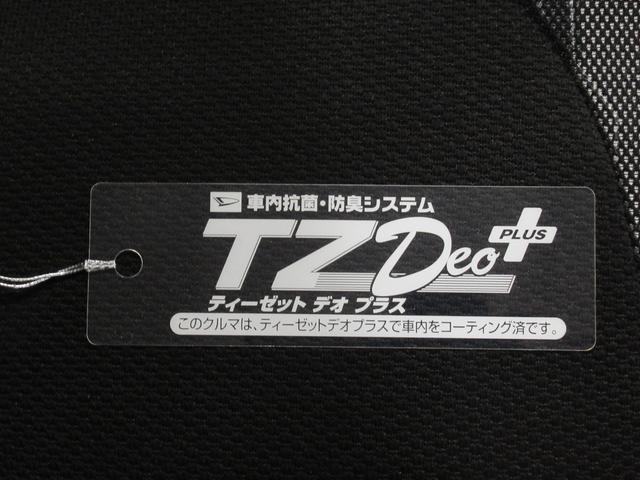 車内抗菌・防臭システム
TZDeo PLUS
ティーゼット デオ プラス
このクルマは、ティーゼットデオプラスで車内をコーティング済です。